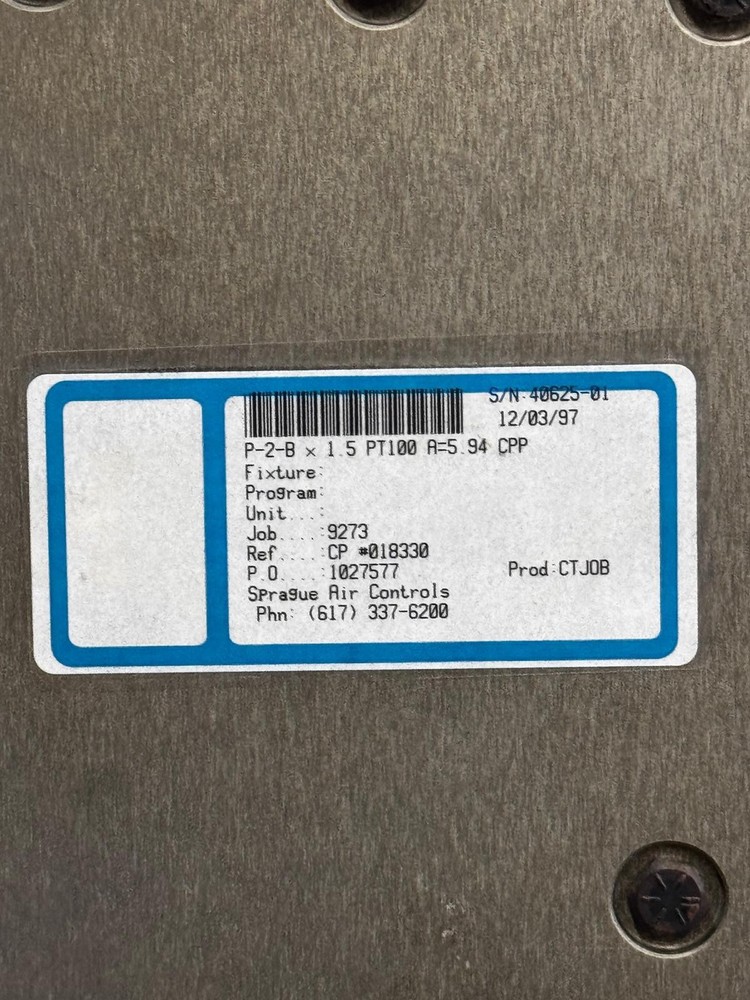 S/N:40625-01
12/03/97
P-2-B x 1.5 PT100 A=5.94 CPP
Fixture:
Program:
Unit...:
Job....:9273
Ref....:CP #018330
P.O....:1027577 Prod:CTJOB
Sprague Air Controls
Phn: (617) 337-6200